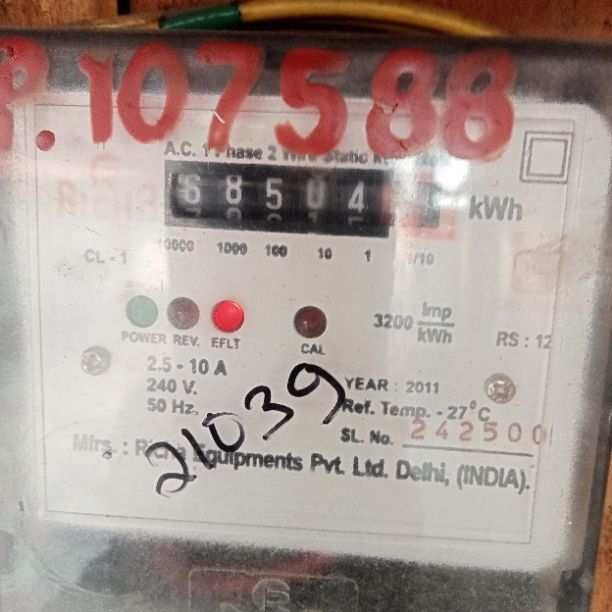 P.107588
A.C. 1 Phase 2 Wire Static
68504 kWh
CL - 1 10000 1000 100 10 1 1/10
POWER REV. EFLT CAL
3200 Imp/kWh
RS : 12
2.5 - 10 A
240 V.
50 Hz.
YEAR : 2011
Ref. Temp. - 27°C
SL. No. 242500
21039
Mfrs. : Richa Equipments Pvt. Ltd. Delhi, (INDIA).